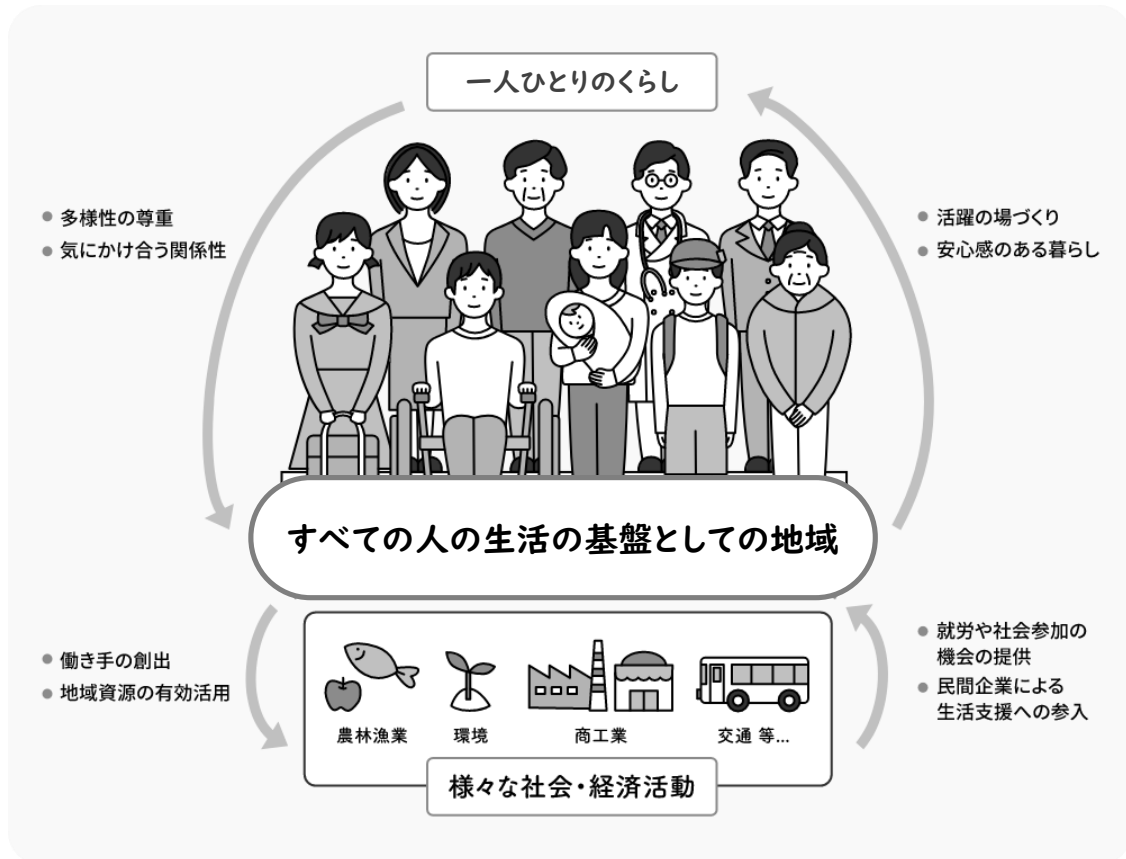 一人ひとりのくらし
多様性の尊重
気にかけ合う関係性
活躍の場づくり
安心感のある暮らし
すべての人の生活の基盤としての地域
働き手の創出
地域資源の有効活用
就労や社会参加の
機会の提供
民間企業による
生活支援への参入
農林漁業
環境
商工業
交通 等...
様々な社会・経済活動